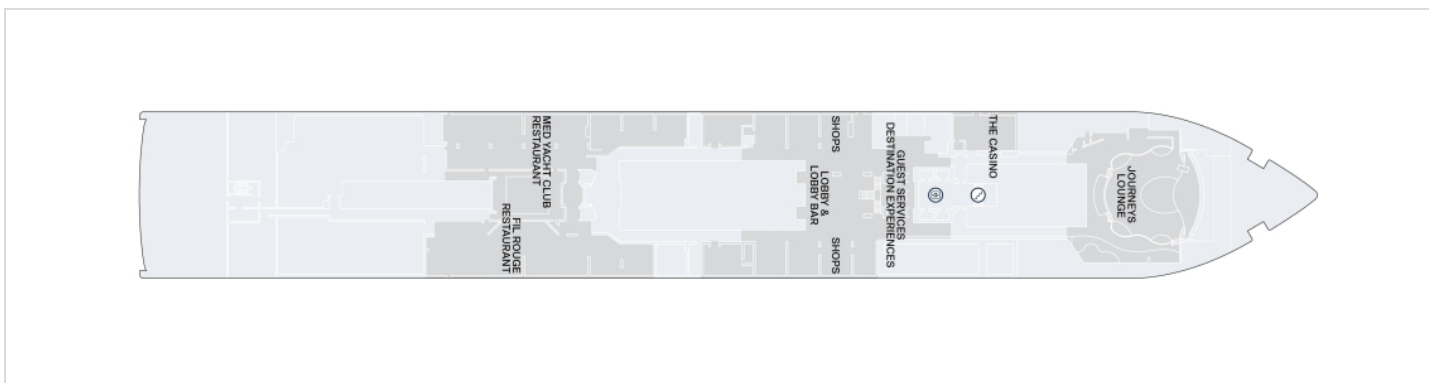 MED YACHT CLUB
RESTAURANT
FIL ROUGE
RESTAURANT
SHOPS
LOBBY &
LOBBY BAR
SHOPS
GUEST SERVICES
DESTINATION EXPERIENCES
THE CASINO
JOURNEYS
LOUNGE